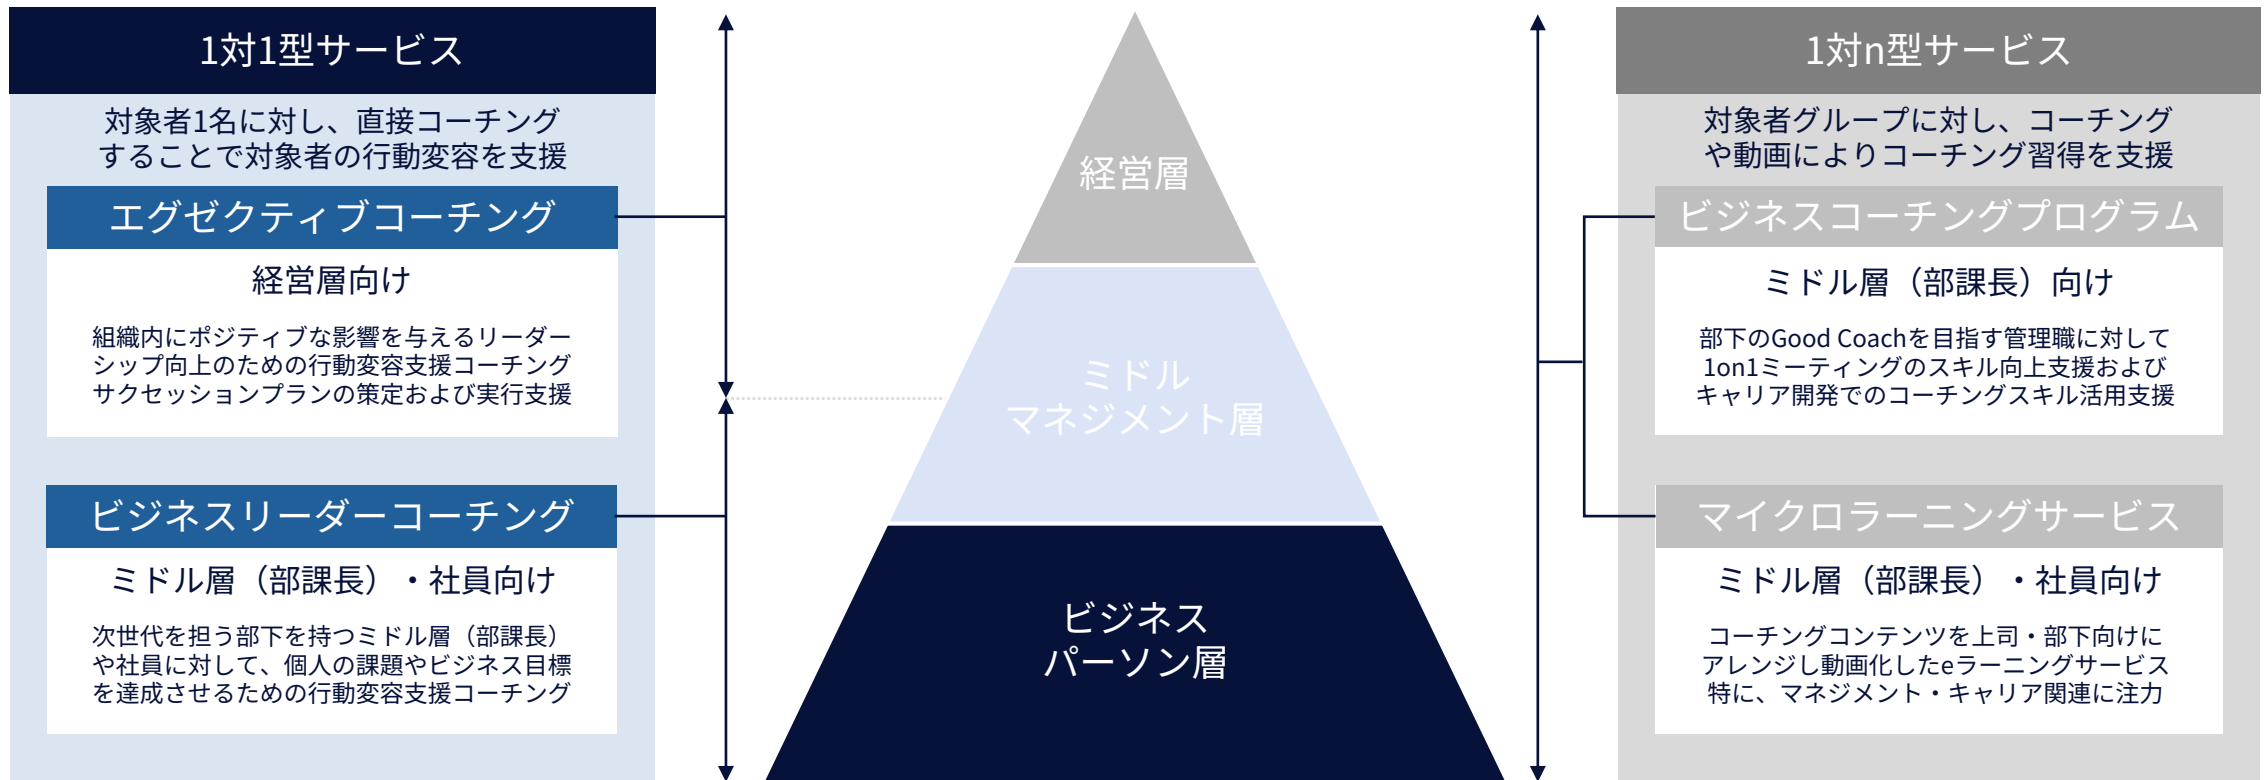 1対1型サービス
対象者1名に対し、直接コーチング
することで対象者の行動変容を支援
エグゼクティブコーチング
経営層向け
組織内にポジティブな影響を与えるリーダー
シップ向上のための行動変容支援コーチング
サクセッションプランの策定および実行支援
ビジネスリーダーコーチング
ミドル層（部課長）・社員向け
次世代を担う部下を持つミドル層（部課長）
や社員に対して、個人の課題やビジネス目標
を達成させるための行動変容支援コーチング
経営層
ミドル
マネジメント層
ビジネス
パーソン層
1対n型サービス
対象者グループに対し、コーチング
や動画によりコーチング習得を支援
ビジネスコーチングプログラム
ミドル層（部課長）向け
部下のGood Coachを目指す管理職に対して
1on1ミーティングのスキル向上支援および
キャリア開発でのコーチングスキル活用支援
マイクロラーニングサービス
ミドル層（部課長）・社員向け
コーチングコンテンツを上司・部下向けに
アレンジし動画化したeラーニングサービス
特に、マネジメント・キャリア関連に注力